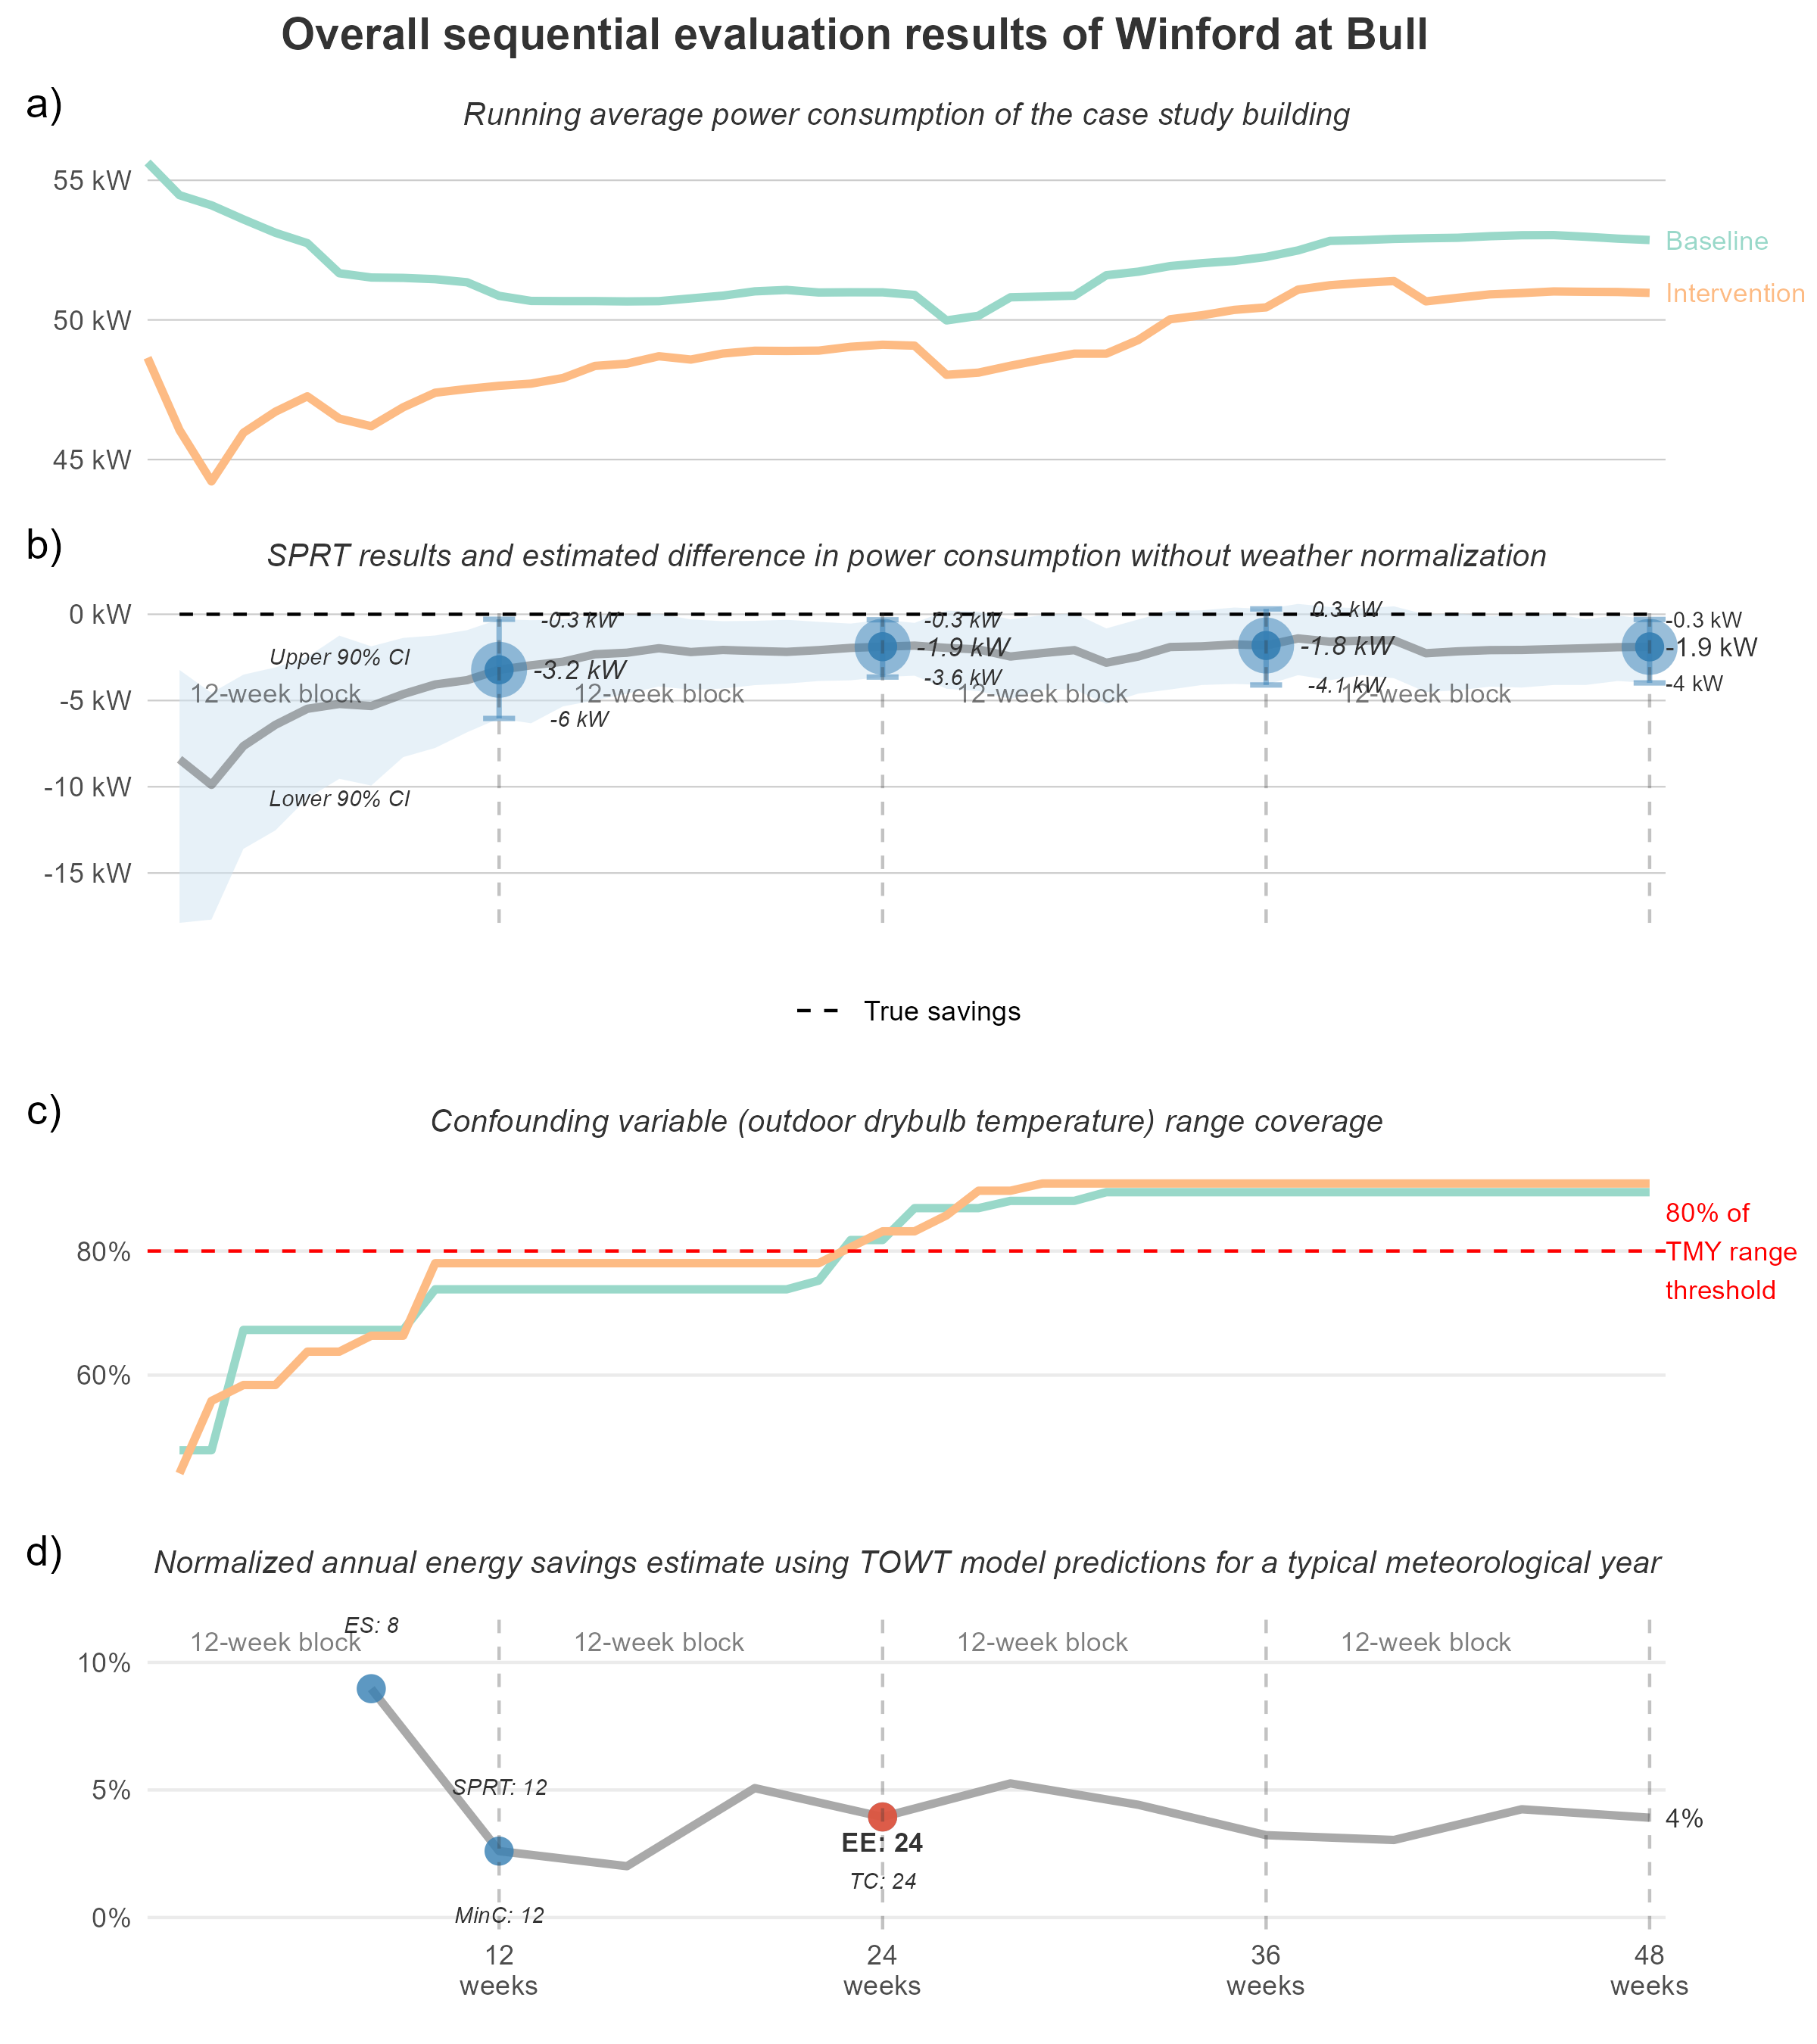 Overall sequential evaluation results of Winford at Bull
a)
Running average power consumption of the case study building
55 kW
50 kW
45 kW
Baseline
Intervention
b)
SPRT results and estimated difference in power consumption without weather normalization
0 kW
-5 kW
-10 kW
-15 kW
Upper 90% CI
Lower 90% CI
12-week block
12-week block
12-week block
12-week block
-0.3 kW
-3.2 kW
-6 kW
-0.3 kW
-1.9 kW
-3.6 kW
0.3 kW
-1.8 kW
-4.1 kW
-0.3 kW
-1.9 kW
-4 kW
True savings
c)
Confounding variable (outdoor drybulb temperature) range coverage
80%
60%
80% of
TMY range
threshold
d)
Normalized annual energy savings estimate using TOWT model predictions for a typical meteorological year
10%
5%
0%
12-week block
12-week block
12-week block
12-week block
ES: 8
SPRT: 12
MinC: 12
EE: 24
TC: 24
4%
12
weeks
24
weeks
36
weeks
48
weeks